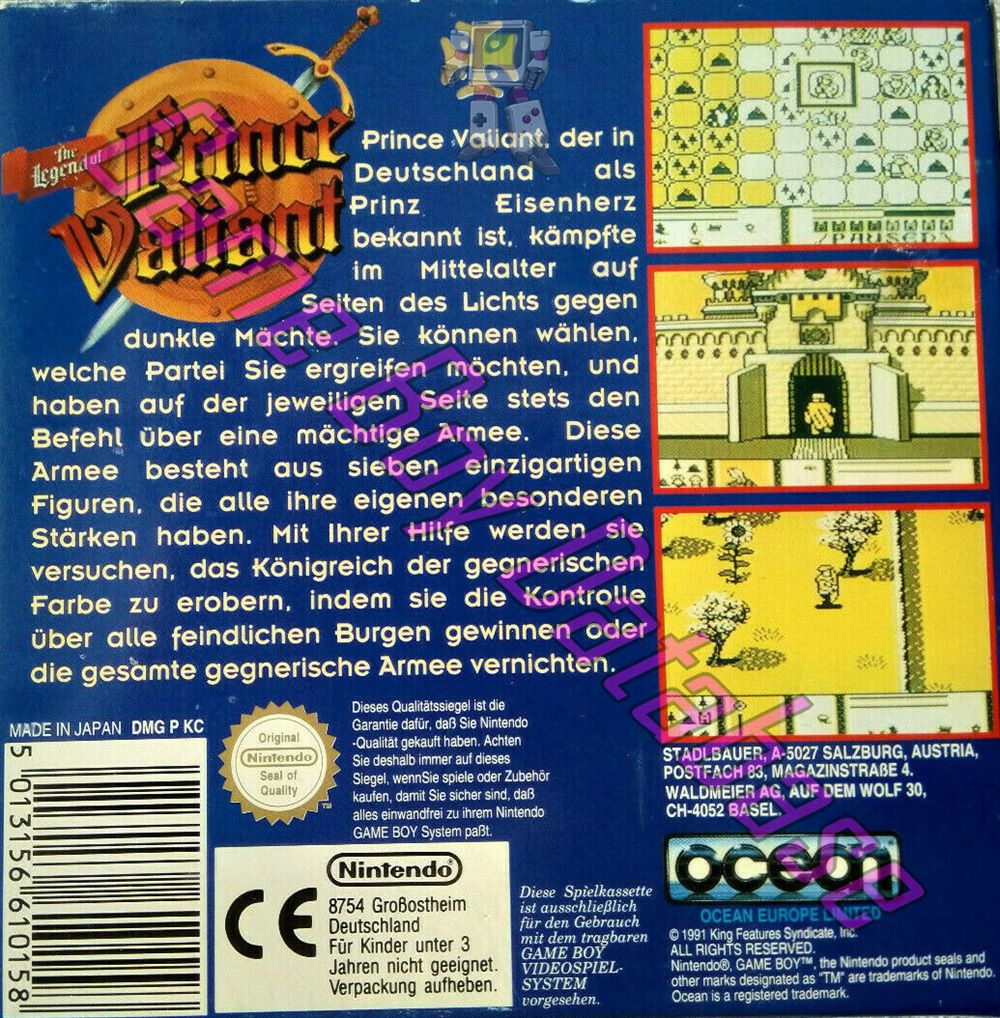 The
Legend of
Prince
Valiant
Prince Valiant, der in
Deutschland als
Prinz Eisenherz
bekannt ist, kämpfte
im Mittelalter auf
Seiten des Lichts gegen
dunkle Mächte. Sie können wählen,
welche Partei Sie ergreifen möchten, und
haben auf der jeweiligen Seite stets den
Befehl über eine mächtige Armee. Diese
Armee besteht aus sieben einzigartigen
Figuren, die alle ihre eigenen besonderen
Stärken haben. Mit Ihrer Hilfe werden sie
versuchen, das Königreich der gegnerischen
Farbe zu erobern, indem sie die Kontrolle
über alle feindlichen Burgen gewinnen oder
die gesamte gegnerische Armee vernichten.
Game Boy Database
MADE IN JAPAN DMG P KC
5 013156 610158
Original
Nintendo
Seal of
Quality
TM
Dieses Qualitätssiegel ist die
Garantie dafür, daß Sie Nintendo
-Qualität gekauft haben. Achten
Sie deshalb immer auf dieses
Siegel, wennSie spiele oder Zubehör
kaufen, damit Sie sicher sind, daß
alles einwandfrei zu ihrem Nintendo
GAME BOY System paßt.
CE
Nintendo®
8754 Großostheim
Deutschland
Für Kinder unter 3
Jahren nicht geeignet.
Verpackung aufheben.
Diese Spielkassette
ist ausschließlich
für den Gebrauch
mit dem tragbaren
GAME BOY
VIDEOSPIEL-
SYSTEM
vorgesehen.
STADLBAUER, A-5027 SALZBURG, AUSTRIA,
POSTFACH 83, MAGAZINSTRAßE 4.
WALDMEIER AG, AUF DEM WOLF 30,
CH-4052 BASEL.
ocean
OCEAN EUROPE LIMITED
© 1991 King Features Syndicate, Inc.
ALL RIGHTS RESERVED.
Nintendo®, GAME BOY™, the Nintendo product seals and
other marks designated as "TM" are trademarks of Nintendo.
Ocean is a registered trademark.